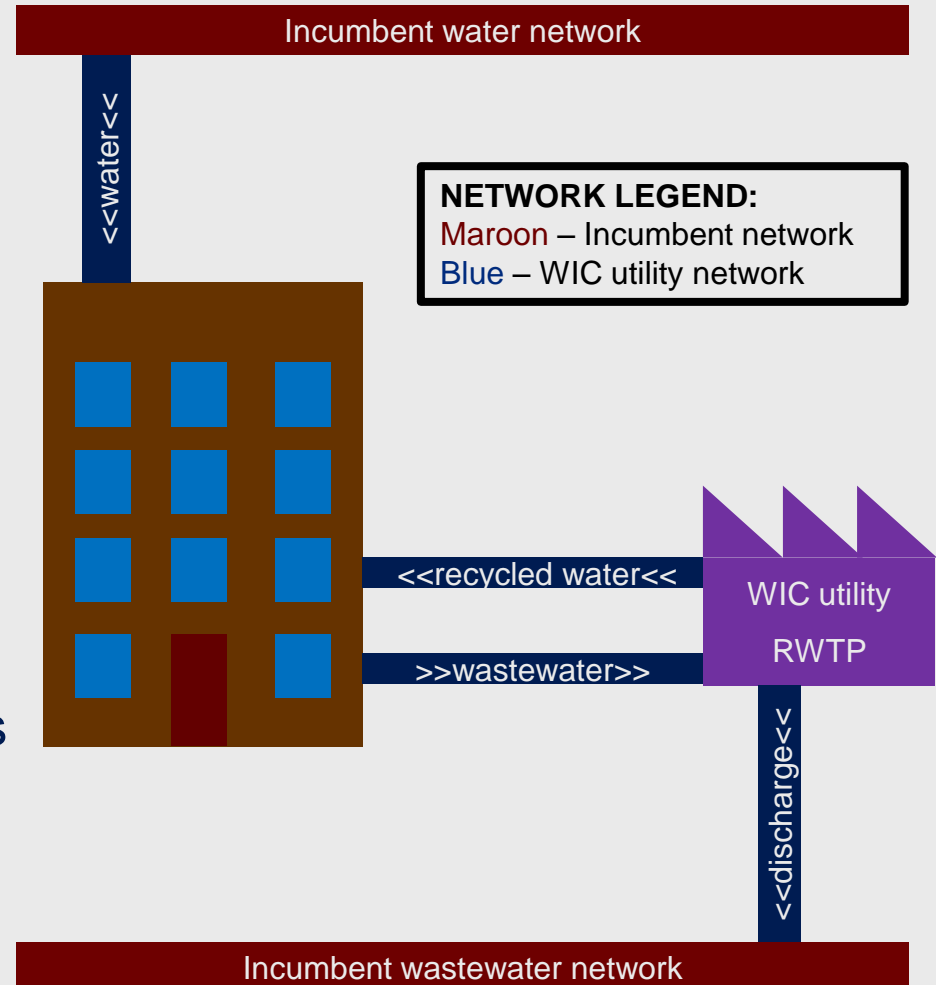 Incumbent water network
<<water<<
NETWORK LEGEND:
Maroon – Incumbent network
Blue – WIC utility network
<<recycled water<<
WIC utility
RWTP
>>wastewater>>
s
<<discharge<<
Incumbent wastewater network